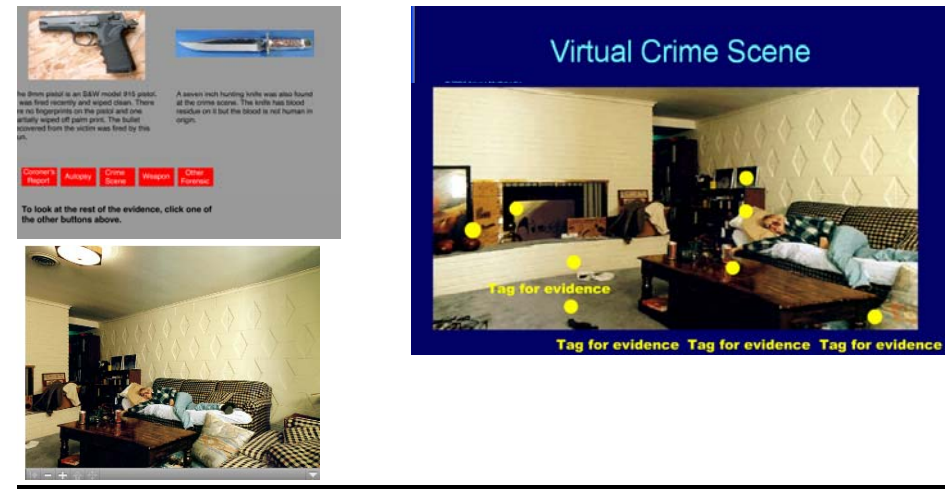 he 9mm pistol is an S&W model 915 pistol.
was fired recently and wiped clean. There
re no fingerprints on the pistol and one
artially wiped off palm print. The bullet
ecovered from the victim was fired by this
un.
A seven inch hunting knife was also found
at the crime scene. The knife has blood
residue on it but the blood is not human in
origin.
Coroner's
Report
Autopsy
Crime
Scene
Weapon
Other
Forensic
To look at the rest of the evidence, click one of
the other buttons above.
Virtual Crime Scene
Tag for evidence
Tag for evidence Tag for evidence Tag for evidence